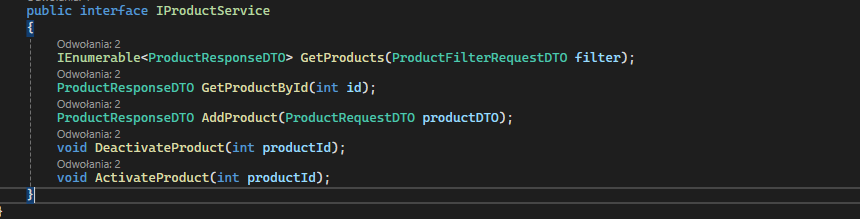 public interface IProductService
{
Odwołania: 2
IEnumerable<ProductResponseDTO> GetProducts(ProductFilterRequestDTO filter);
Odwołania: 2
ProductResponseDTO GetProductById(int id);
Odwołania: 2
ProductResponseDTO AddProduct(ProductRequestDTO productDTO);
Odwołania: 2
void DeactivateProduct(int productId);
Odwołania: 2
void ActivateProduct(int productId);
}
}